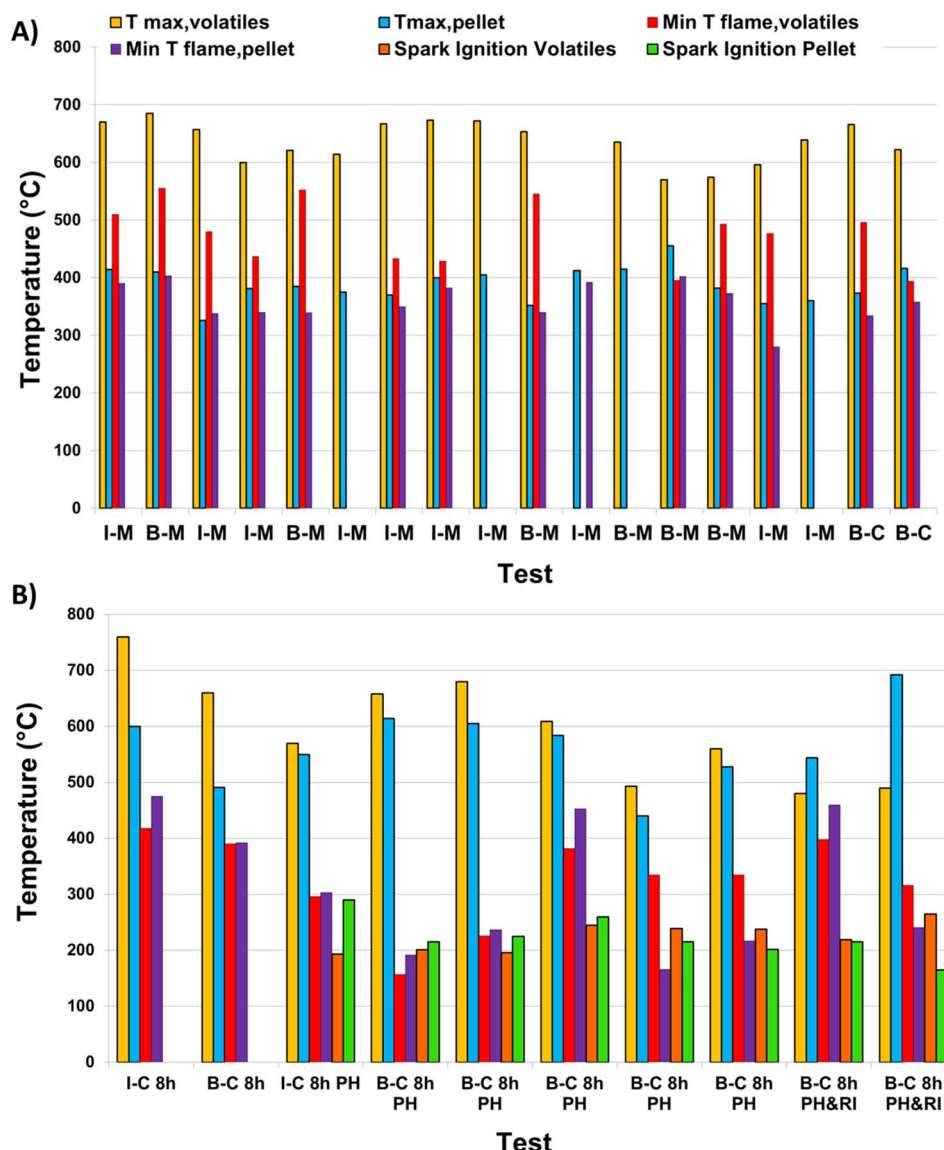 A)
T max,volatiles Tmax,pellet Min T flame,volatiles
Min T flame,pellet Spark Ignition Volatiles Spark Ignition Pellet
800
700
600
500
400
300
200
100
0
Temperature (°C)
I-M B-M I-M I-M B-M I-M I-M I-M I-M B-M I-M B-M B-M B-M I-M I-M B-C B-C
Test
B)
800
700
600
500
400
300
200
100
0
Temperature (°C)
I-C 8h B-C 8h I-C 8h PH B-C 8h B-C 8h B-C 8h B-C 8h B-C 8h B-C 8h B-C 8h
PH PH PH PH PH PH&RI PH&RI
Test